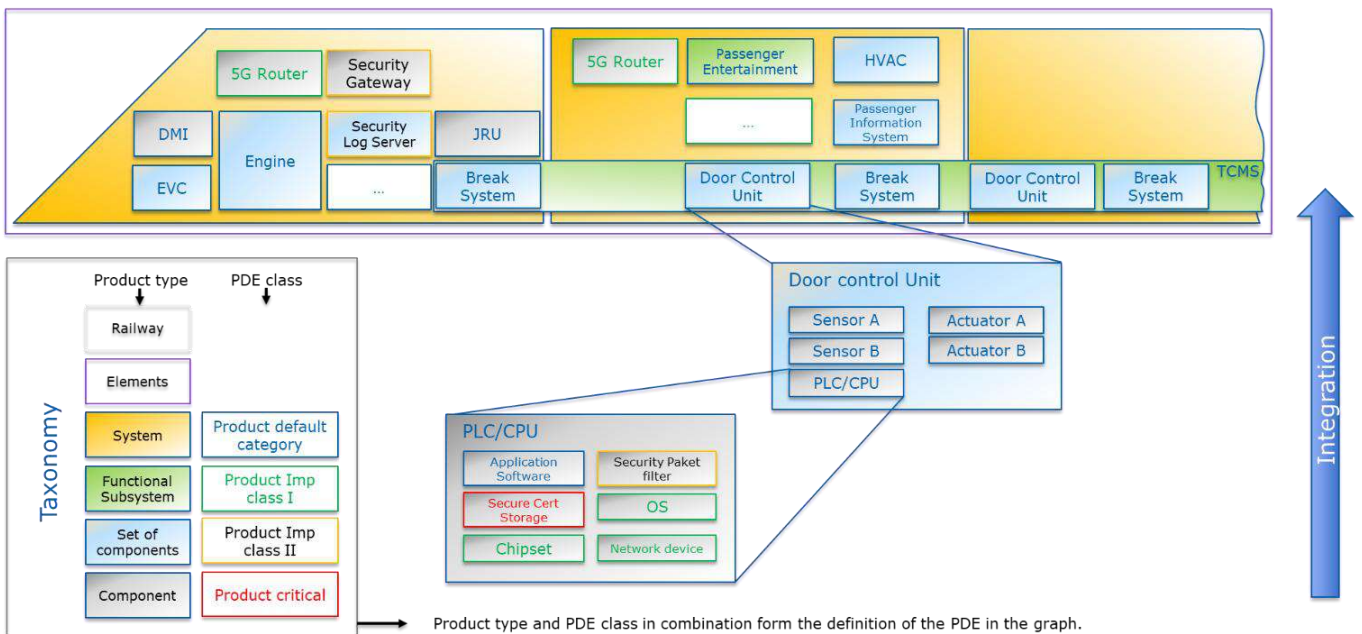 5G Router
Security
Gateway
DMI
Engine
Security
Log Server
JRU
EVC
...
Break
System
5G Router
Passenger
Entertainment
HVAC
...
Passenger
Information
System
Door Control
Unit
Break
System
Door Control
Unit
Break
System
TCMS
Door control Unit
Sensor A
Actuator A
Sensor B
Actuator B
PLC/CPU
PLC/CPU
Application
Software
Security Paket
filter
Secure Cert
Storage
OS
Chipset
Network device
Integration
Taxonomy
Product type
PDE class
Railway
Elements
System
Product default
category
Functional
Subsystem
Product Imp
class I
Set of
components
Product Imp
class II
Component
Product critical
Product type and PDE class in combination form the definition of the PDE in the graph.